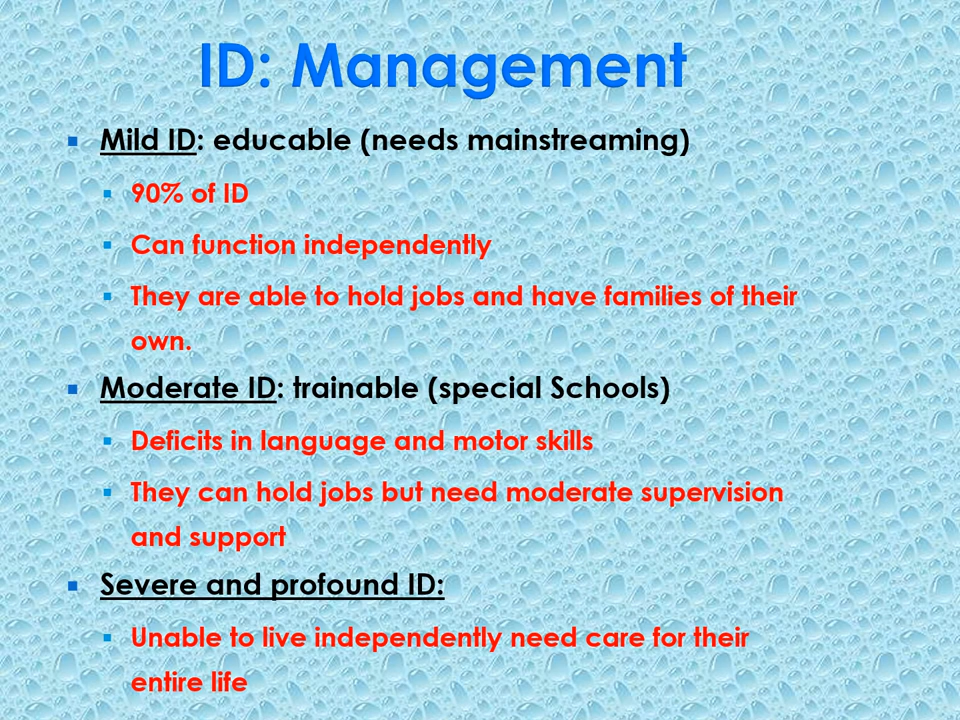 ID: Management
Mild ID: educable (needs mainstreaming)
90% of ID
Can function independently
They are able to hold jobs and have families of their
own.
Moderate ID: trainable (special Schools)
Deficits in language and motor skills
They can hold jobs but need moderate supervision
and support
Severe and profound ID:
Unable to live independently need care for their
entire life